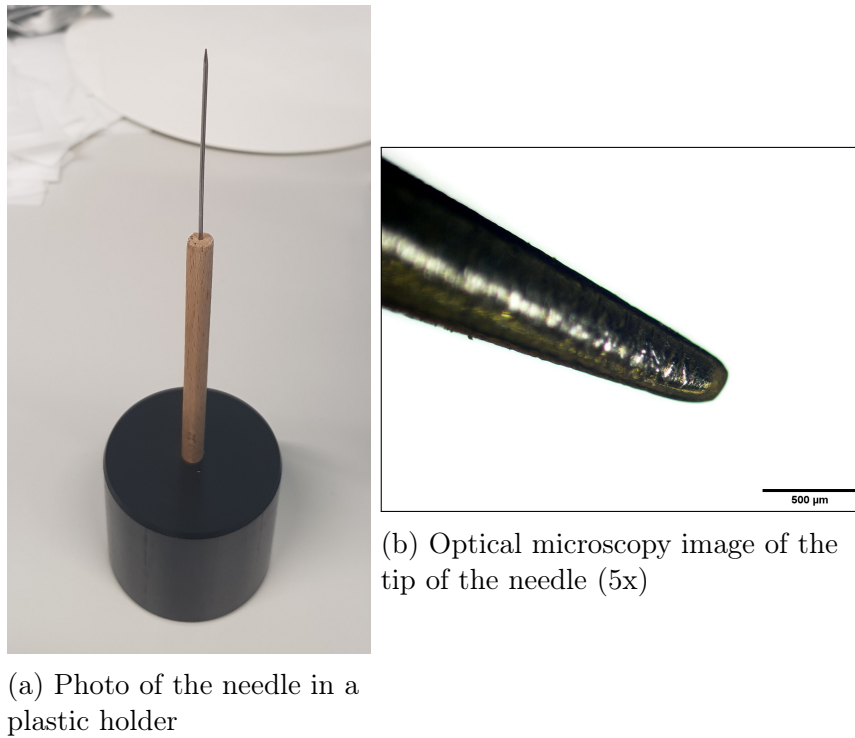 500 µm
(a) Photo of the needle in a
plastic holder
(b) Optical microscopy image of the
tip of the needle (5x)